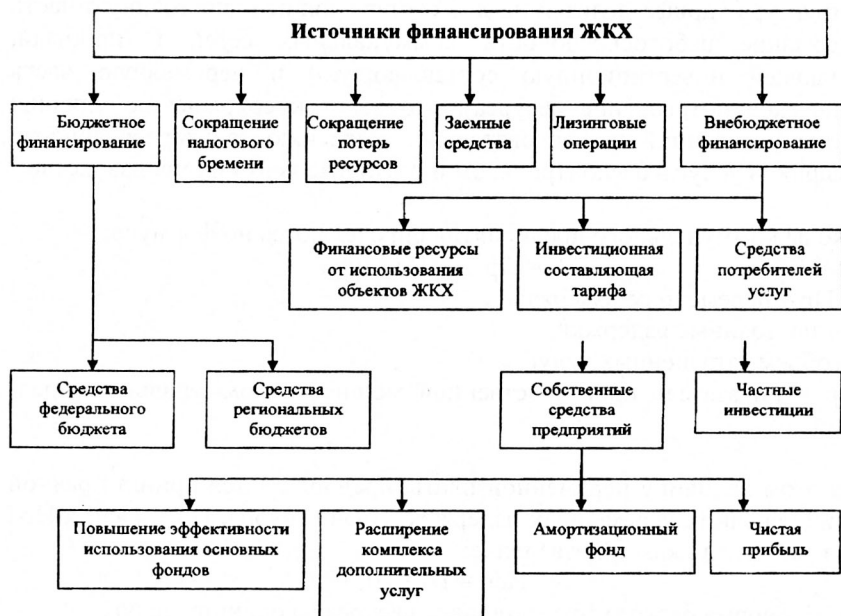 Источники финансирования ЖКХ
Бюджетное
финансирование
Сокращение
налогового
бремени
Сокращение
потерь
ресурсов
Заемные
средства
Лизинговые
операции
Внебюджетное
финансирование
Финансовые ресурсы
от использования
объектов ЖКХ
Инвестиционная
составляющая
тарифа
Средства
потребителей
услуг
Средства
федерального
бюджета
Средства
региональных
бюджетов
Собственные
средства
предприятий
Частные
инвестиции
Повышение эффективности
использования основных
фондов
Расширение
комплекса
дополнительных
услуг
Амортизационный
фонд
Чистая
прибыль